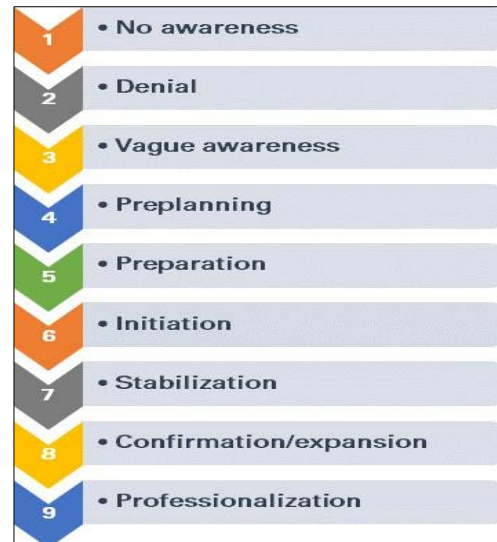 1 • No awareness
2 • Denial
3 • Vague awareness
4 • Preplanning
5 • Preparation
6 • Initiation
7 • Stabilization
8 • Confirmation/expansion
9 • Professionalization